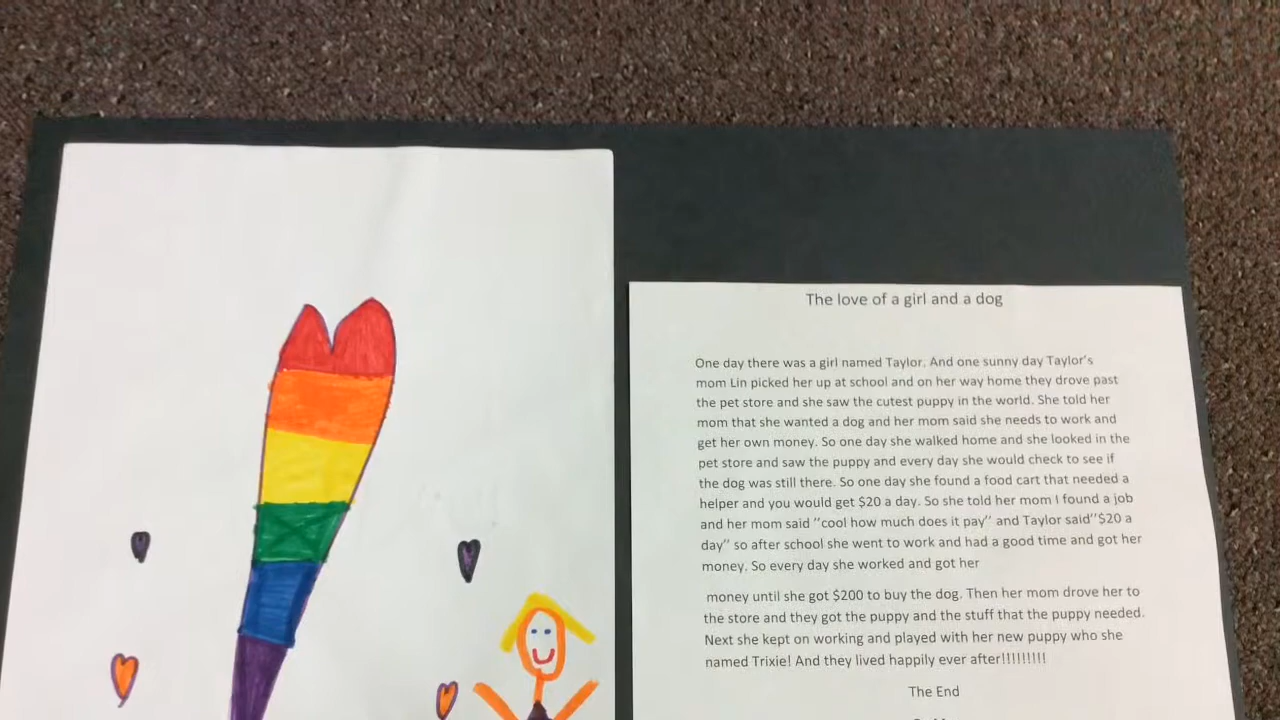 The love of a girl and a dog
One day there was a girl named Taylor. And one sunny day Taylor's
mom Lin picked her up at school and on her way home they drove past
the pet store and she saw the cutest puppy in the world. She told her
mom that she wanted a dog and her mom said she needs to work and
get her own money. So one day she walked home and she looked in the
pet store and saw the puppy and every day she would check to see if
the dog was still there. So one day she found a food cart that needed a
helper and you would get $20 a day. So she told her mom I found a job
and her mom said "cool how much does it pay" and Taylor said"$20 a
day" so after school she went to work and had a good time and got her
money. So every day she worked and got her
money until she got $200 to buy the dog. Then her mom drove her to
the store and they got the puppy and the stuff that the puppy needed.
Next she kept on working and played with her new puppy who she
named Trixie! And they lived happily ever after!!!!!!!!!
The End